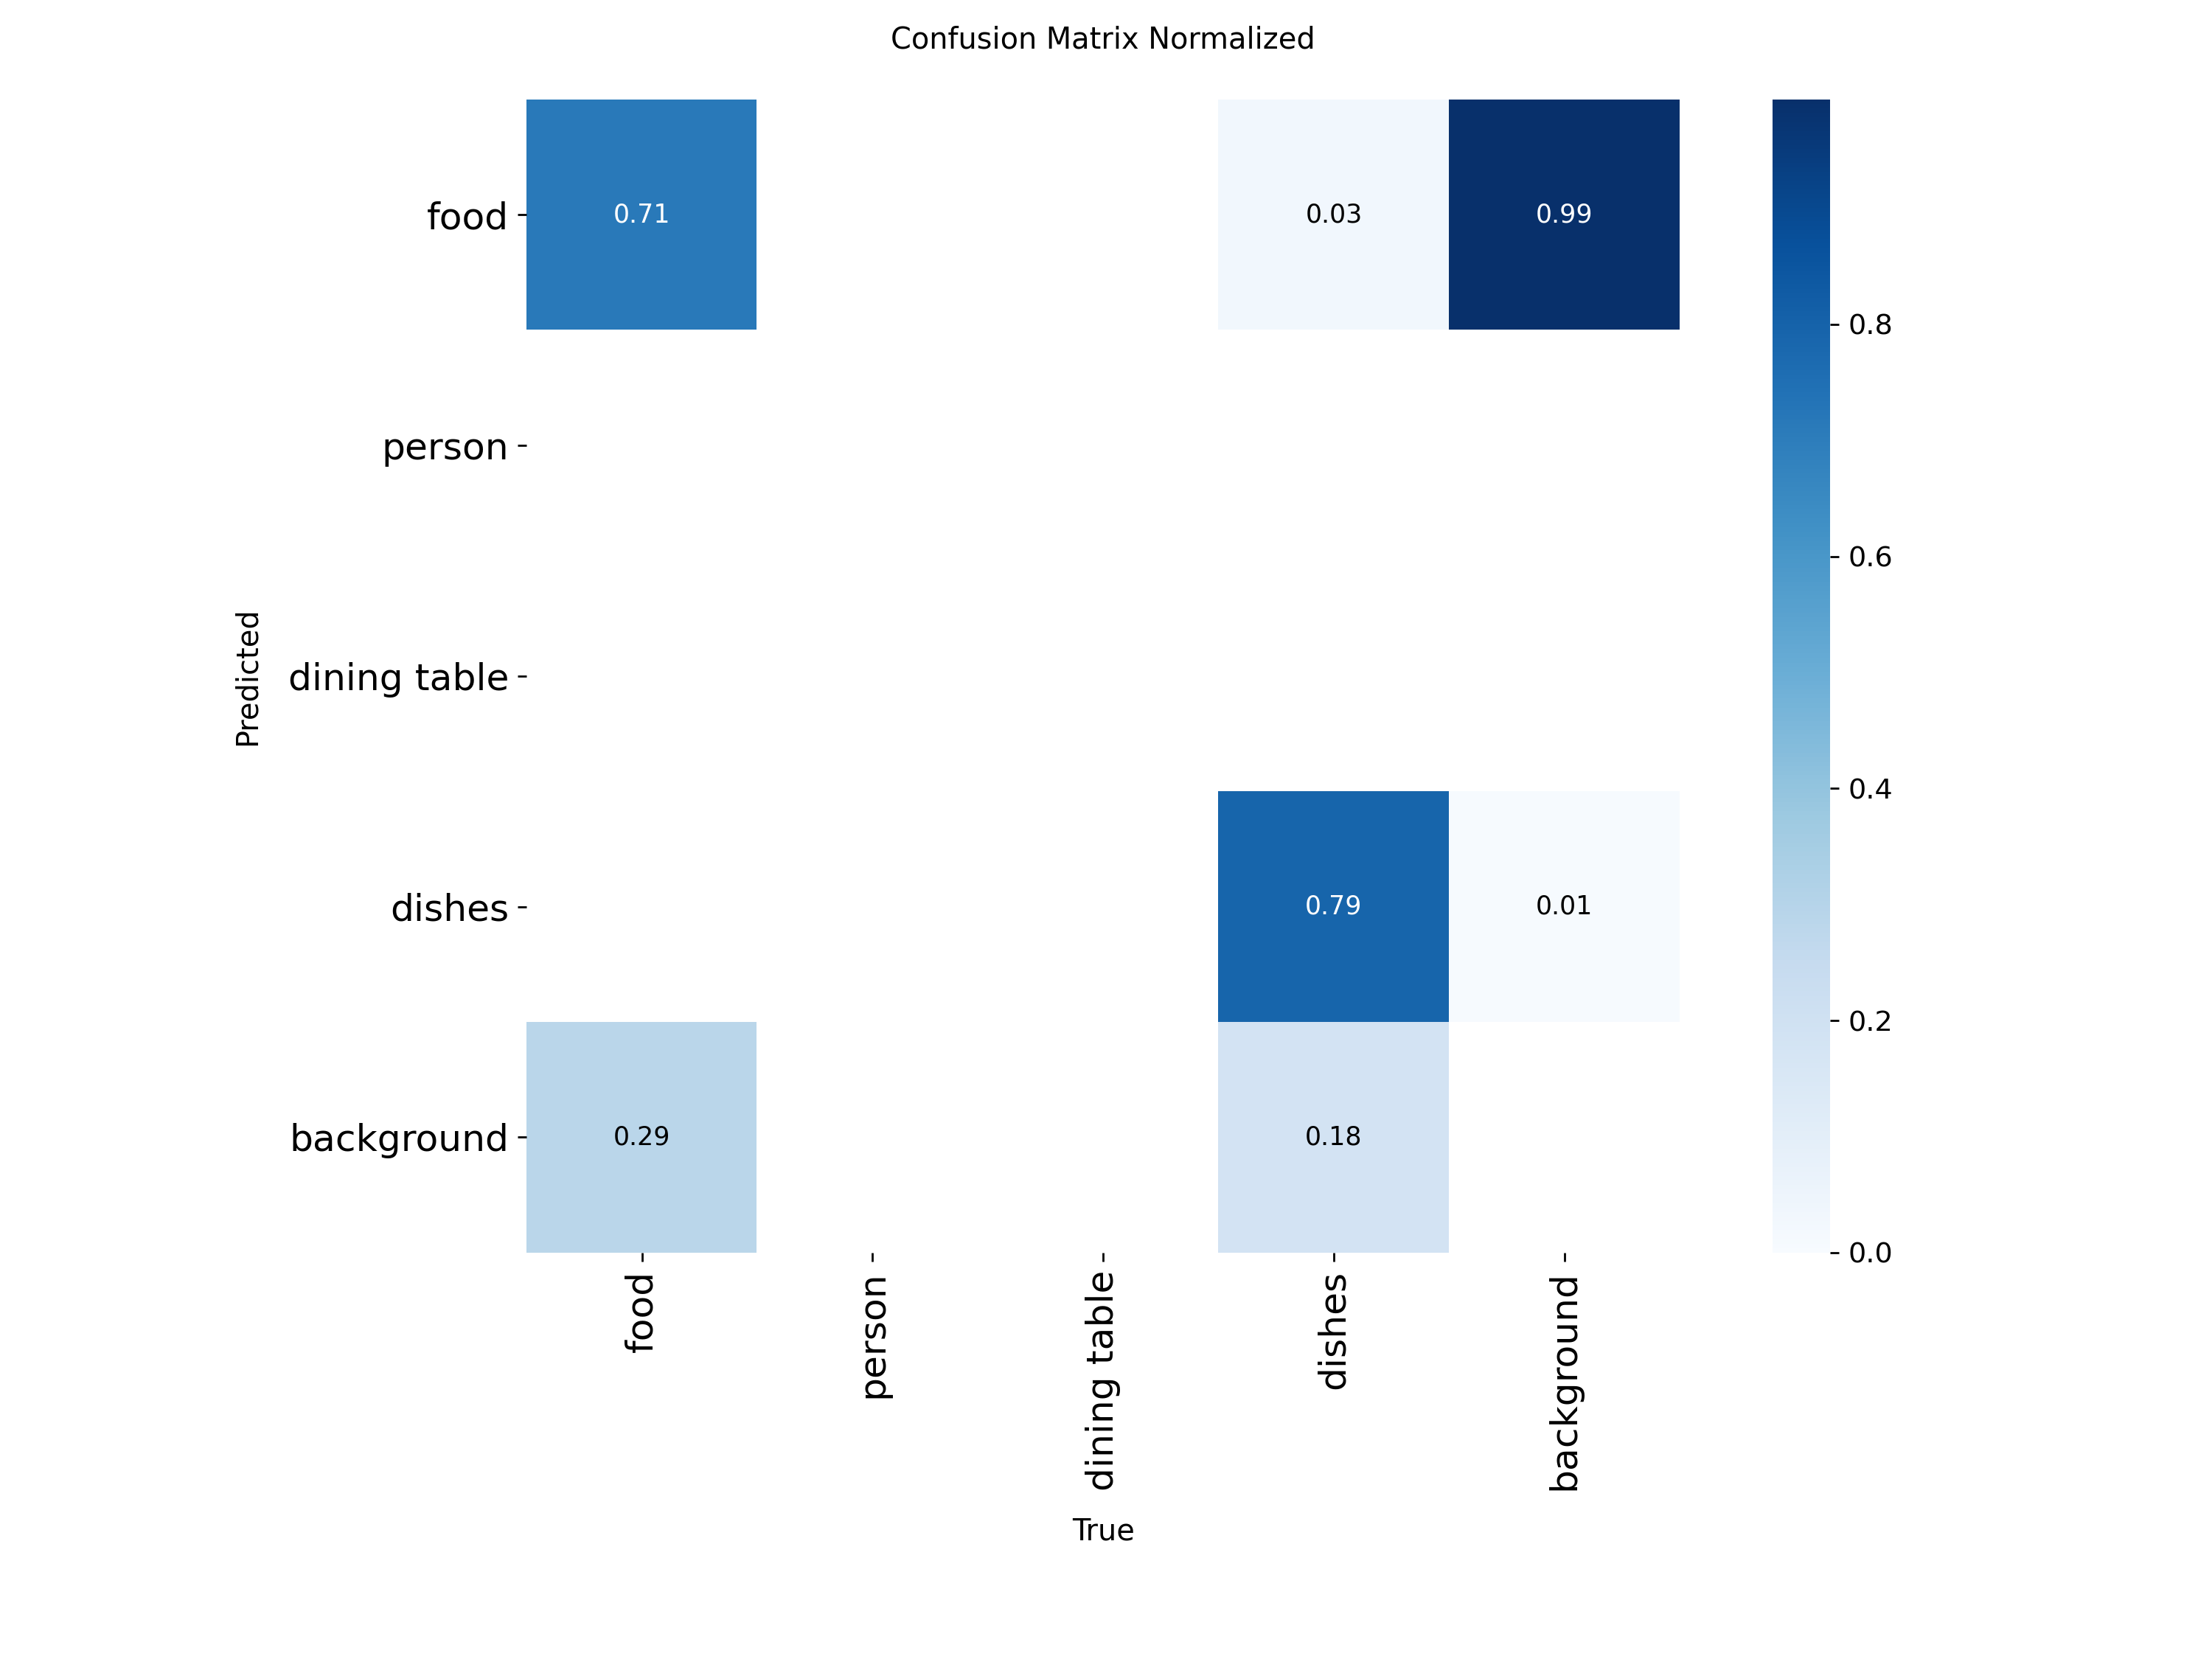 Confusion Matrix Normalized
food
0.71
0.03
0.99
person
dining table
dishes
0.79
0.01
background
0.29
0.18
Predicted
food
person
dining table
dishes
background
True
0.8
0.6
0.4
0.2
0.0